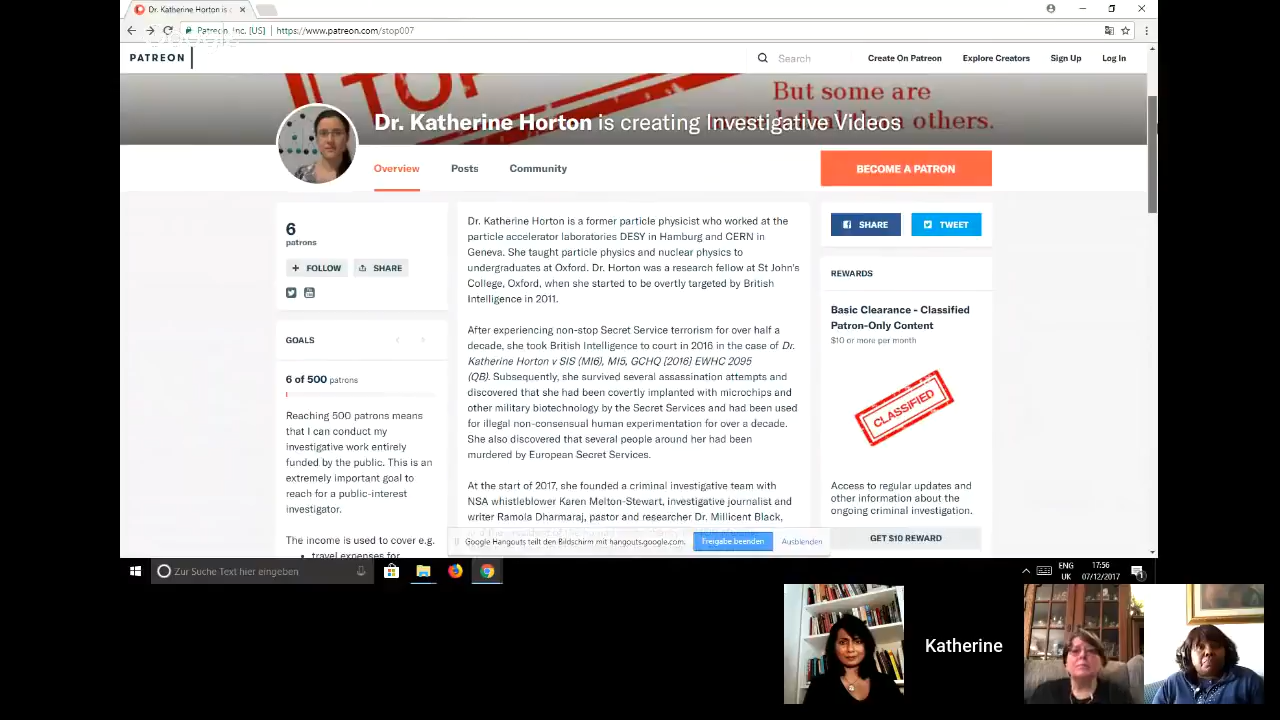 Dr. Katherine Horton is c
Patreon, Inc. [US] https://www.patreon.com/stop007
PATREON
Search
Create On Patreon
Explore Creators
Sign Up
Log In
TOP
But some are
others.
Dr. Katherine Horton is creating Investigative Videos
Overview
Posts
Community
BECOME A PATRON
6
patrons
+ FOLLOW
SHARE
GOALS
6 of 500 patrons
Reaching 500 patrons means
that I can conduct my
investigative work entirely
funded by the public. This is an
extremely important goal to
reach for a public-interest
investigator.
The income is used to cover e.g.
• travel expenses for
Dr. Katherine Horton is a former particle physicist who worked at the
particle accelerator laboratories DESY in Hamburg and CERN in
Geneva. She taught particle physics and nuclear physics to
undergraduates at Oxford. Dr. Horton was a research fellow at St John's
College, Oxford, when she started to be overtly targeted by British
Intelligence in 2011.
After experiencing non-stop Secret Service terrorism for over half a
decade, she took British Intelligence to court in 2016 in the case of Dr.
Katherine Horton v SIS (MI6), MI5, GCHQ [2016] EWHC 2095
(QB). Subsequently, she survived several assassination attempts and
discovered that she had been covertly implanted with microchips and
other military biotechnology by the Secret Services and had been used
for illegal non-consensual human experimentation for over a decade.
She also discovered that several people around her had been
murdered by European Secret Services.
At the start of 2017, she founded a criminal investigative team with
NSA whistleblower Karen Melton-Stewart, investigative journalist and
writer Ramola Dharmaraj, pastor and researcher Dr. Millicent Black,
SHARE
TWEET
REWARDS
Basic Clearance - Classified
Patron-Only Content
$10 or more per month
CLASSIFIED
Access to regular updates and
other information about the
ongoing criminal investigation.
GET $10 REWARD
Google Hangouts teilt den Bildschirm mit hangouts.google.com.
Freigabe beenden
Ausblenden
Zur Suche Text hier eingeben
ENG
UK
17:56
07/12/2017
1
Katherine